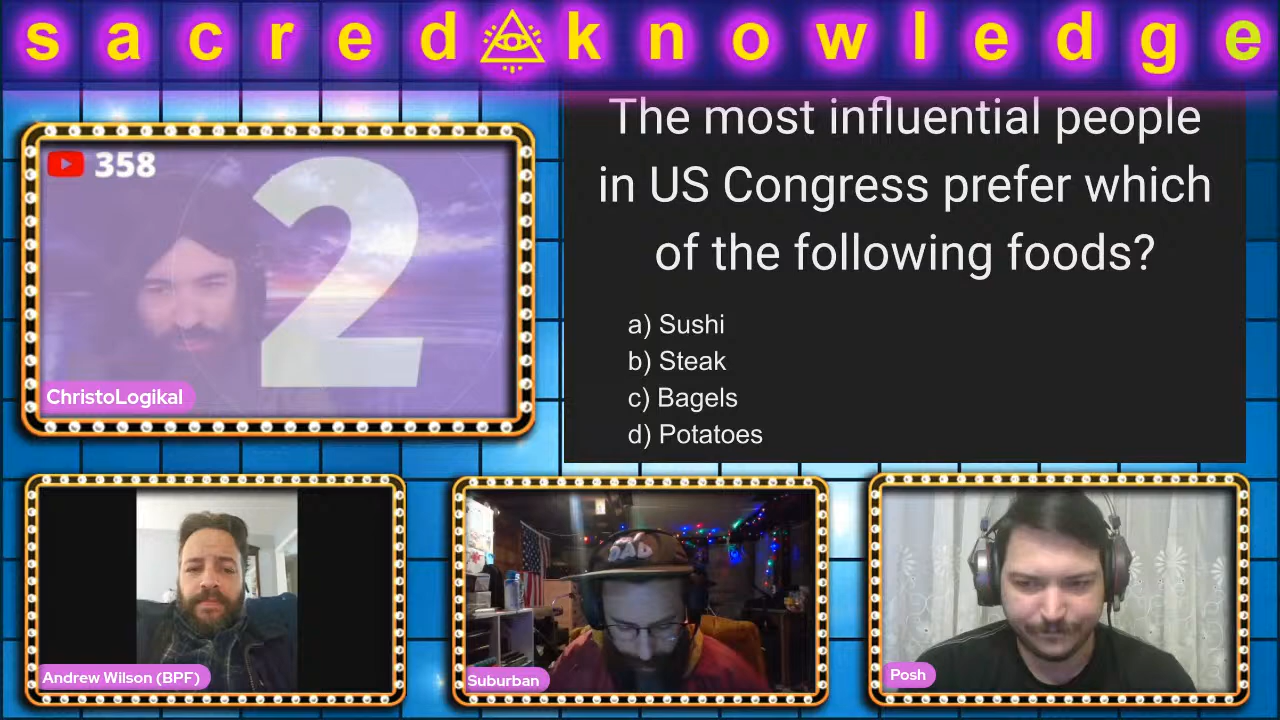 sacred knowledge
The most influential people
in US Congress prefer which
of the following foods?
a) Sushi
b) Steak
c) Bagels
d) Potatoes
358
2
ChristoLogikal
DAD
Andrew Wilson (BPF)
Suburban
Posh